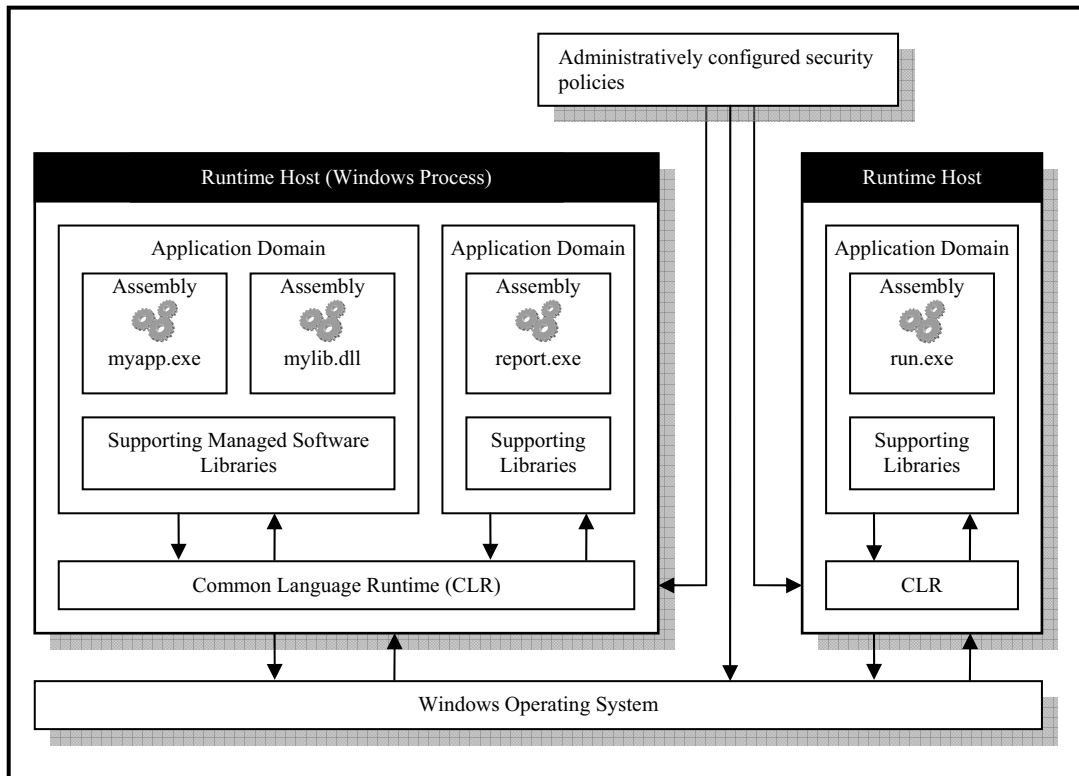 Administratively configured security
policies
Runtime Host (Windows Process)
Application Domain
Assembly
myapp.exe
Assembly
mylib.dll
Supporting Managed Software
Libraries
Application Domain
Assembly
report.exe
Supporting
Libraries
Common Language Runtime (CLR)
Runtime Host
Application Domain
Assembly
run.exe
Supporting
Libraries
CLR
Windows Operating System